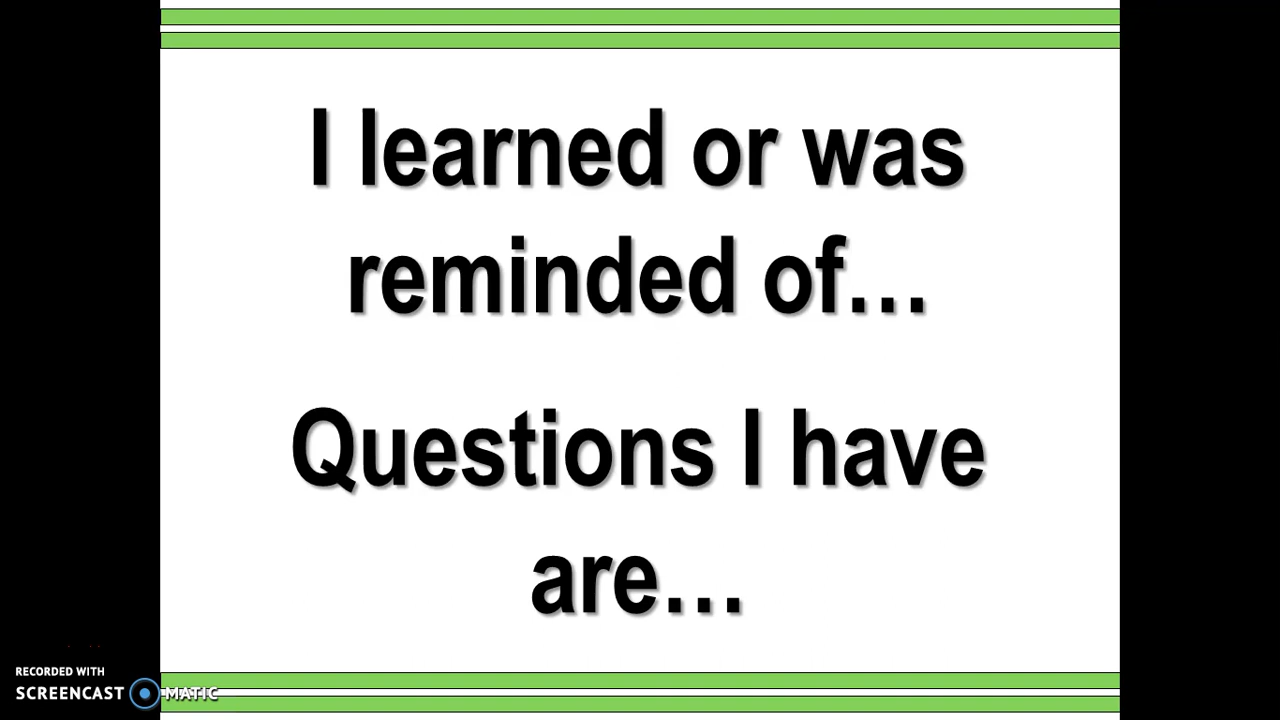 I learned or was
reminded of…
Questions I have
are…
RECORDED WITH
SCREENCAST MATIC